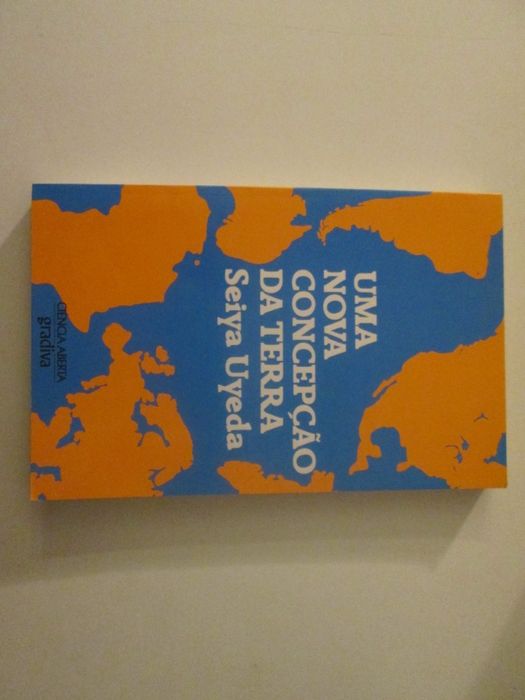 UMA
NOVA
CONCEPÇÃO
DA TERRA
Seiya Uyeda
CIÊNCIA ABERTA
gradiva